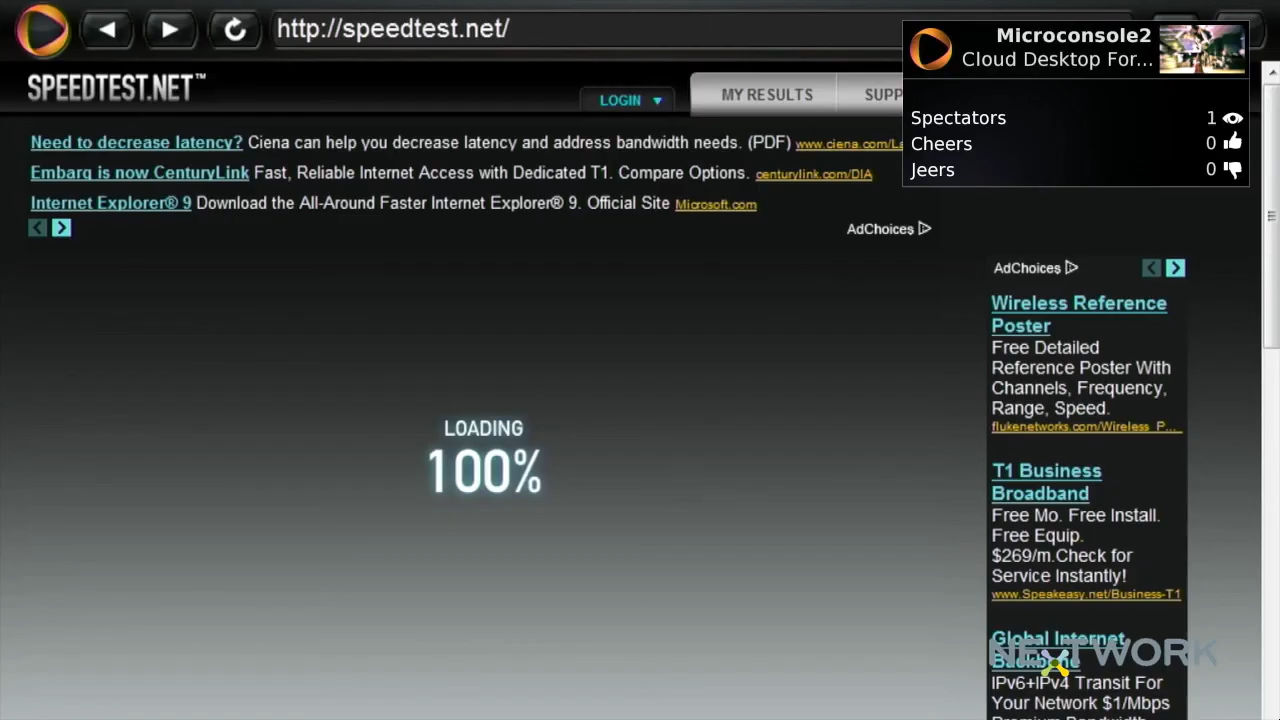 http://speedtest.net/
Microconsole2
Cloud Desktop For...
SPEEDTEST.NET™
LOGIN
MY RESULTS
SUPP
Spectators 1
Cheers 0
Jeers 0
Need to decrease latency? Ciena can help you decrease latency and address bandwidth needs. (PDF) www.ciena.com/La
Embarq is now CenturyLink Fast, Reliable Internet Access with Dedicated T1. Compare Options. centurylink.com/DIA
Internet Explorer® 9 Download the All-Around Faster Internet Explorer® 9. Official Site Microsoft.com
AdChoices
AdChoices
Wireless Reference
Poster
Free Detailed
Reference Poster With
Channels, Frequency,
Range, Speed.
flukenetworks.com/Wireless_P...
LOADING
100%
T1 Business
Broadband
Free Mo. Free Install.
Free Equip.
$269/m.Check for
Service Instantly!
www.Speakeasy.net/Business-T1
Global Internet
Backbone
NEXTWORK
IPv6+IPv4 Transit For
Your Network $1/Mbps
Premium Bandwidth